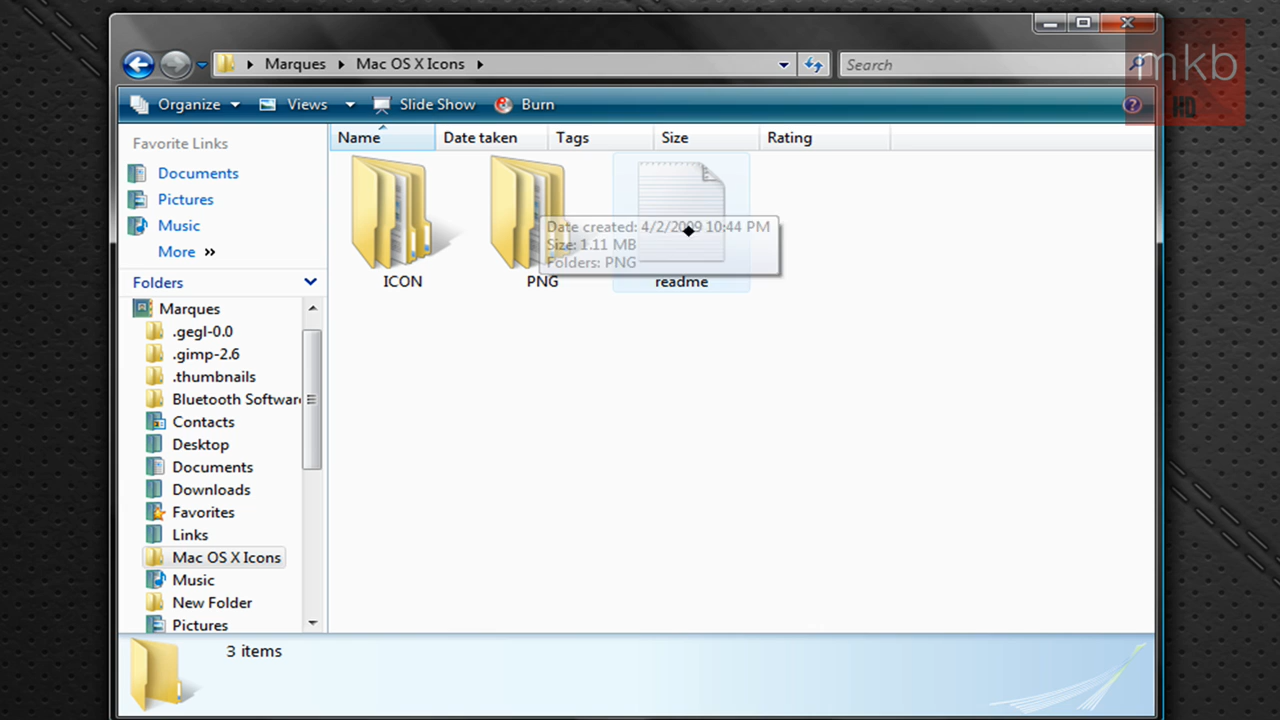 mkb
HQ
Marques Mac OS X Icons
Search
Organize Views Slide Show Burn
Favorite Links
Documents
Pictures
Music
More »
Folders
Marques
.gegl-0.0
.gimp-2.6
.thumbnails
Bluetooth Softwar
Contacts
Desktop
Documents
Downloads
Favorites
Links
Mac OS X Icons
Music
New Folder
Pictures
Name Date taken Tags Size Rating
Date created: 4/2/2009 10:44 PM
Size: 1.11 MB
Folders: PNG
ICON PNG readme
3 items